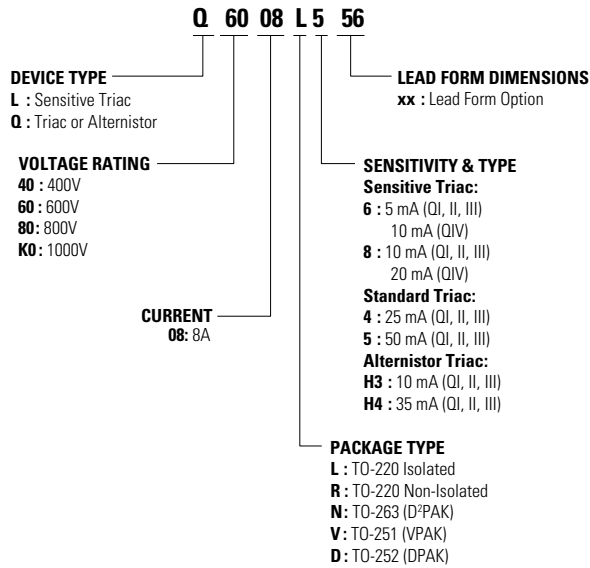 Q 60 08 L 5 56
DEVICE TYPE
L : Sensitive Triac
Q : Triac or Alternistor
VOLTAGE RATING
40 : 400V
60 : 600V
80: 800V
K0: 1000V
CURRENT
08: 8A
LEAD FORM DIMENSIONS
xx : Lead Form Option
SENSITIVITY & TYPE
Sensitive Triac:
6 : 5 mA (QI, II, III)
10 mA (QIV)
8 : 10 mA (QI, II, III)
20 mA (QIV)
Standard Triac:
4 : 25 mA (QI, II, III)
5 : 50 mA (QI, II, III)
Alternistor Triac:
H3 : 10 mA (QI, II, III)
H4 : 35 mA (QI, II, III)
PACKAGE TYPE
L : TO-220 Isolated
R : TO-220 Non-Isolated
N: TO-263 (D²PAK)
V: TO-251 (VPAK)
D: TO-252 (DPAK)